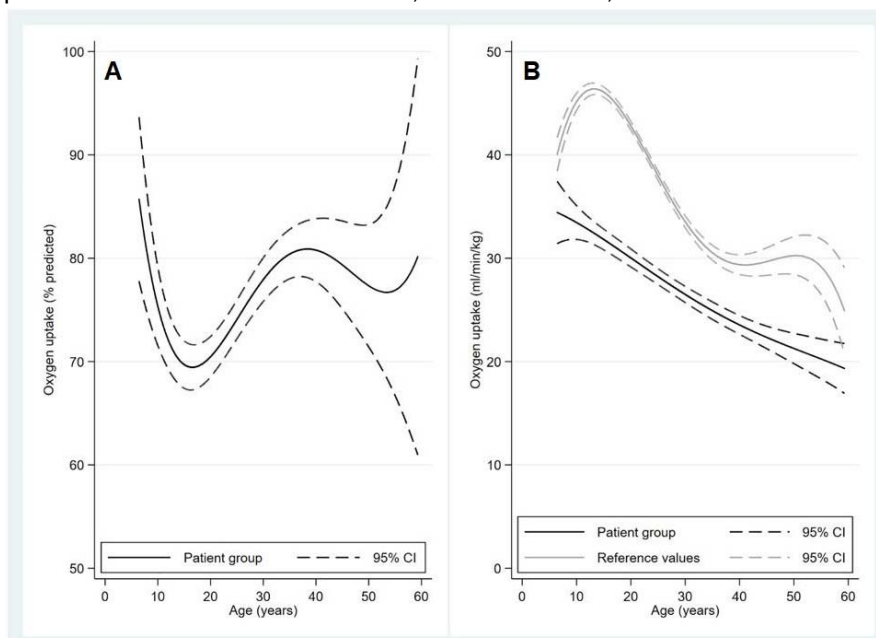 A
100
90
80
70
60
50
Oxygen uptake (% predicted)
0 10 20 30 40 50 60
Age (years)
Patient group 95% CI
B
50
40
30
20
10
0
Oxygen uptake (ml/min/kg)
0 10 20 30 40 50 60
Age (years)
Patient group 95% CI
Reference values 95% CI